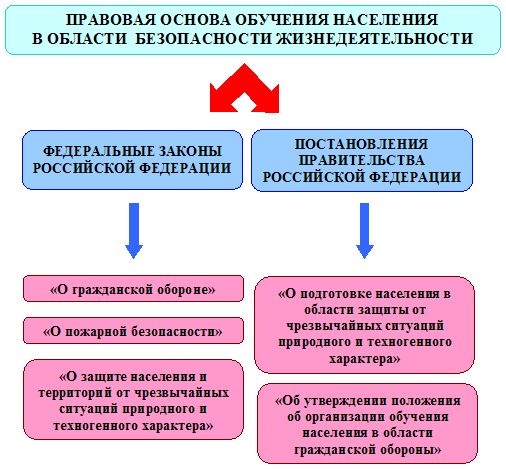 ПРАВОВАЯ ОСНОВА ОБУЧЕНИЯ НАСЕЛЕНИЯ
В ОБЛАСТИ БЕЗОПАСНОСТИ ЖИЗНЕДЕЯТЕЛЬНОСТИ
ФЕДЕРАЛЬНЫЕ ЗАКОНЫ
РОССИЙСКОЙ ФЕДЕРАЦИИ
ПОСТАНОВЛЕНИЯ
ПРАВИТЕЛЬСТВА
РОССИЙСКОЙ ФЕДЕРАЦИИ
«О гражданской обороне»
«О пожарной безопасности»
«О защите населения и
территорий от чрезвычайных
ситуаций природного и
техногенного характера»
«О подготовке населения в
области защиты от
чрезвычайных ситуаций
природного и техногенного
характера»
«Об утверждении положения
об организации обучения
населения в области
гражданской обороны»